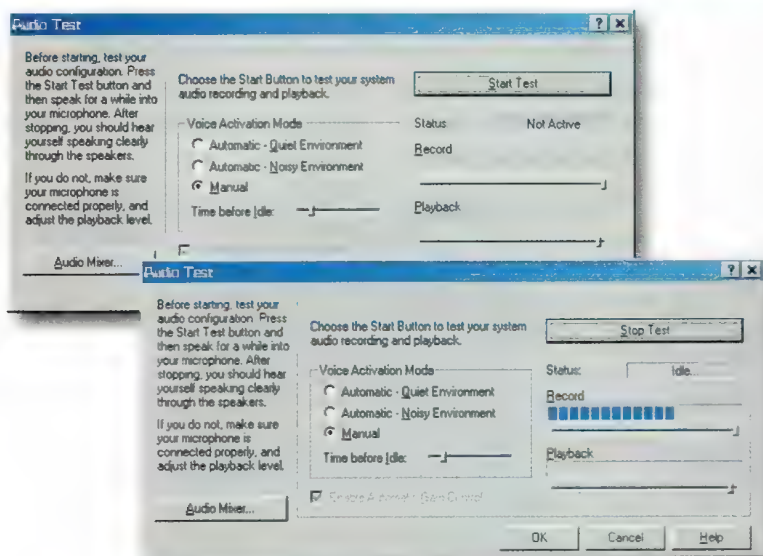 Audio Test
Before starting, test your
audio configuration. Press
the Start Test button and
then speak for a while into
your microphone. After
stopping, you should hear
yourself speaking clearly
through the speakers.
If you do not, make sure
your microphone is
connected properly, and
adjust the playback level.
Audio Mixer...
Choose the Start Button to test your system
audio recording and playback.
Voice Activation Mode
Automatic - Quiet Environment
Automatic - Noisy Environment
Manual
Time before Idle:
Start Test
Status: Not Active
Record
Playback
Audio Test
Before starting, test your
audio configuration. Press
the Start Test button and
then speak for a while into
your microphone. After
stopping, you should hear
yourself speaking clearly
through the speakers.
If you do not, make sure
your microphone is
connected properly, and
adjust the playback level.
Audio Mixer...
Choose the Start Button to test your system
audio recording and playback.
Voice Activation Mode
Automatic - Quiet Environment
Automatic - Noisy Environment
Manual
Time before Idle:
Enable Automatic Gain Control
Stop Test
Status: Idle...
Record
Playback
OK
Cancel
Help